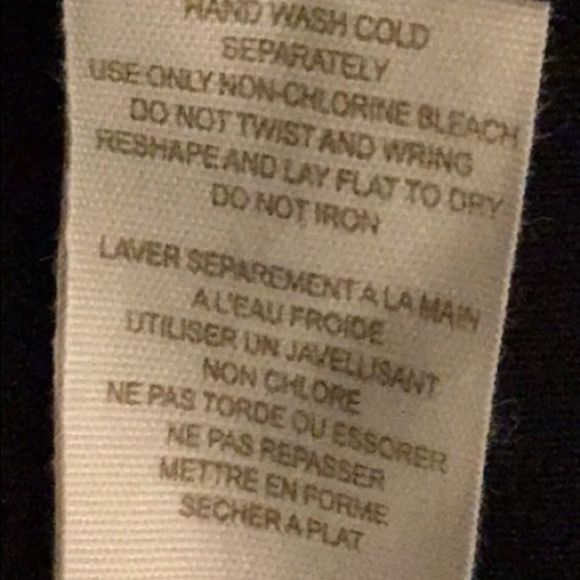 HAND WASH COLD
SEPARATELY
USE ONLY NON-CHLORINE BLEACH
DO NOT TWIST AND WRING
RESHAPE AND LAY FLAT TO DRY
DO NOT IRON
LAVER SEPAREMENT A LA MAIN
A L'EAU FROIDE
UTILISER UN JAVELLISANT
NON CHLORE
NE PAS TORDE OU ESSORER
NE PAS REPASSER
METTRE EN FORME
SECHER A PLAT